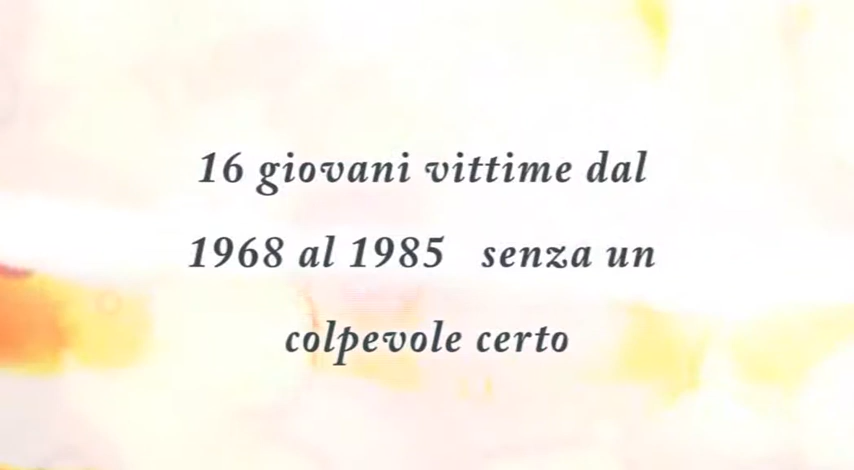 16 giovani vittime dal
1968 al 1985 senza un
colpevole certo